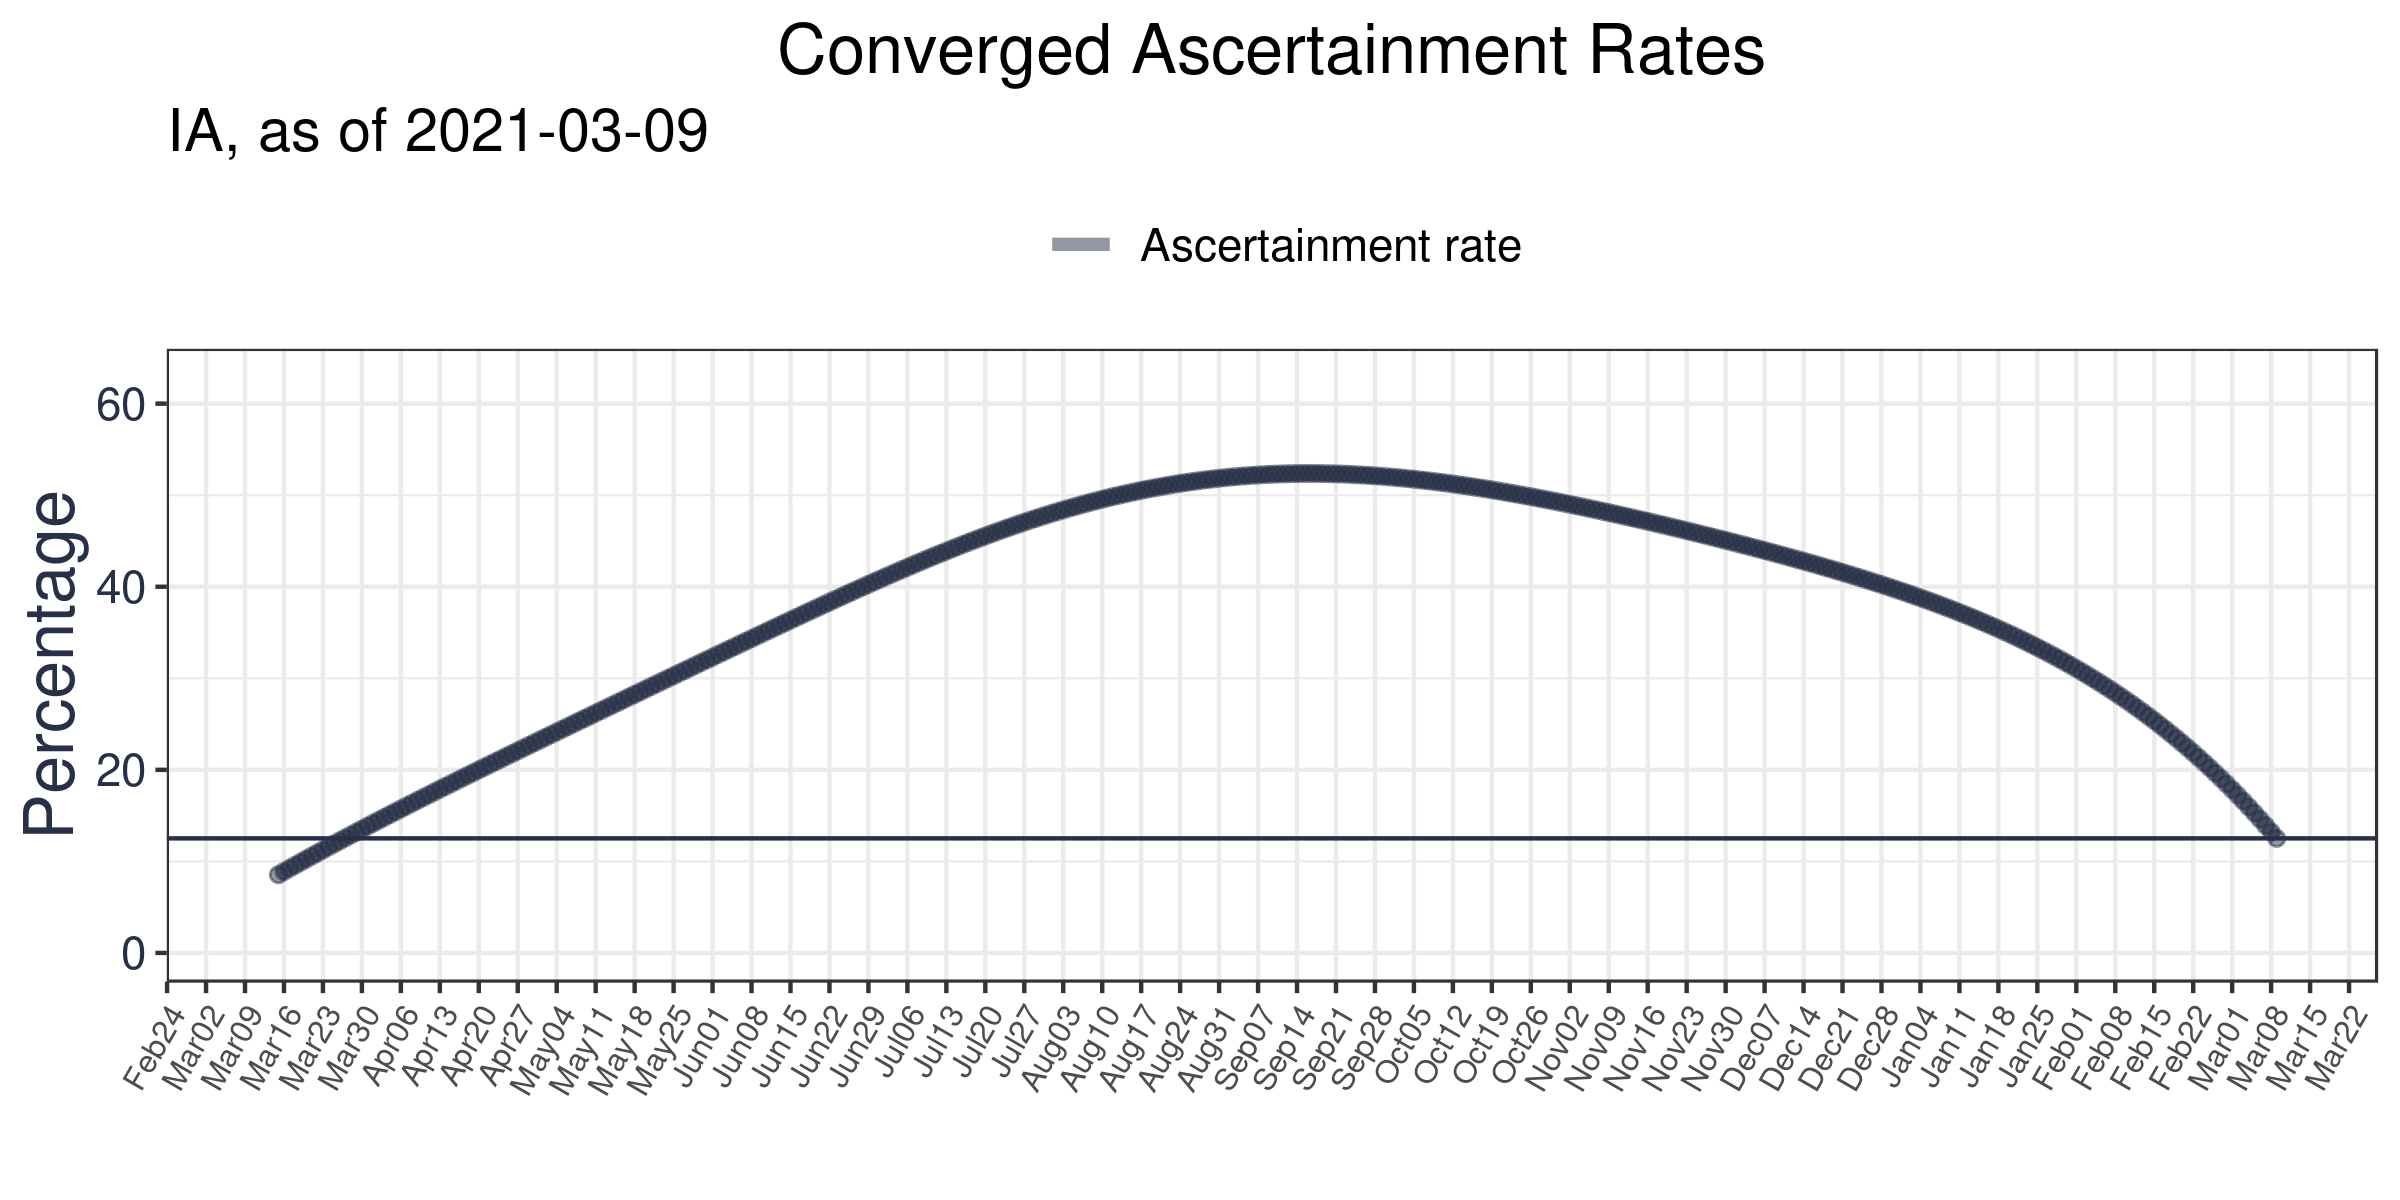 Converged Ascertainment Rates
IA, as of 2021-03-09
Ascertainment rate
Percentage
60
40
20
0
Feb24
Mar02
Mar09
Mar16
Mar23
Mar30
Apr06
Apr13
Apr20
Apr27
May04
May11
May18
May25
Jun01
Jun08
Jun15
Jun22
Jun29
Jul06
Jul13
Jul20
Jul27
Aug03
Aug10
Aug17
Aug24
Aug31
Sep07
Sep14
Sep21
Sep28
Oct05
Oct12
Oct19
Oct26
Nov02
Nov09
Nov16
Nov23
Nov30
Dec07
Dec14
Dec21
Dec28
Jan04
Jan11
Jan18
Jan25
Feb01
Feb08
Feb15
Feb22
Mar01
Mar08
Mar15
Mar22